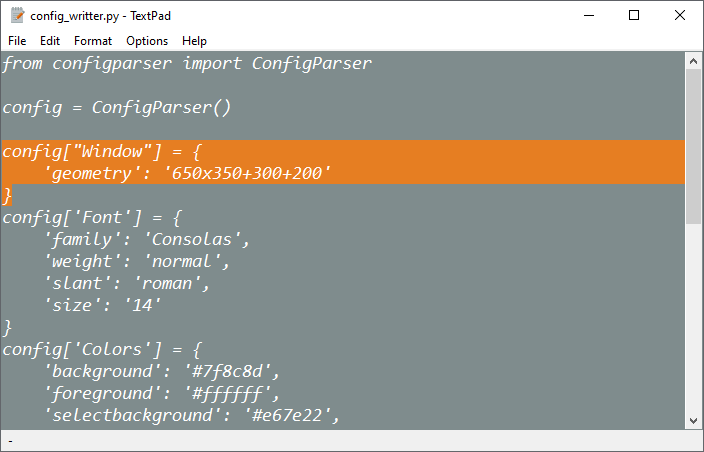 config_writter.py - TextPad
File Edit Format Options Help
from configparser import ConfigParser
config = ConfigParser()
config["Window"] = {
    'geometry': '650x350+300+200'
}
config['Font'] = {
    'family': 'Consolas',
    'weight': 'normal',
    'slant': 'roman',
    'size': '14'
}
config['Colors'] = {
    'background': '#7f8c8d',
    'foreground': '#ffffff',
    'selectbackground': '#e67e22',
-